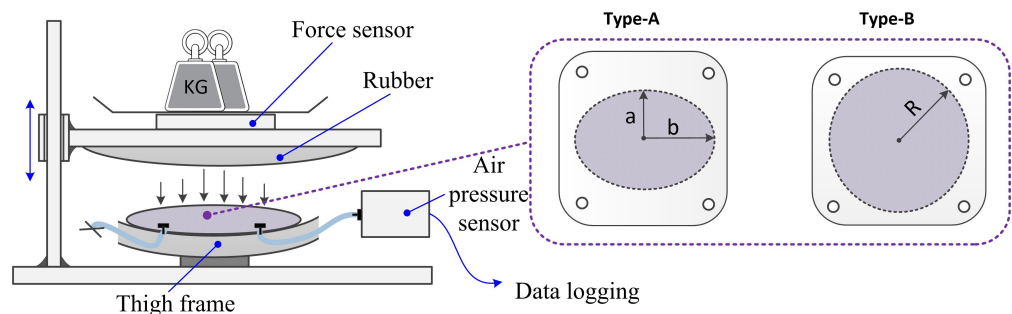 Type-A
Type-B
Force sensor
KG
Rubber
a
b
R
Air
pressure
sensor
Data logging
Thigh frame